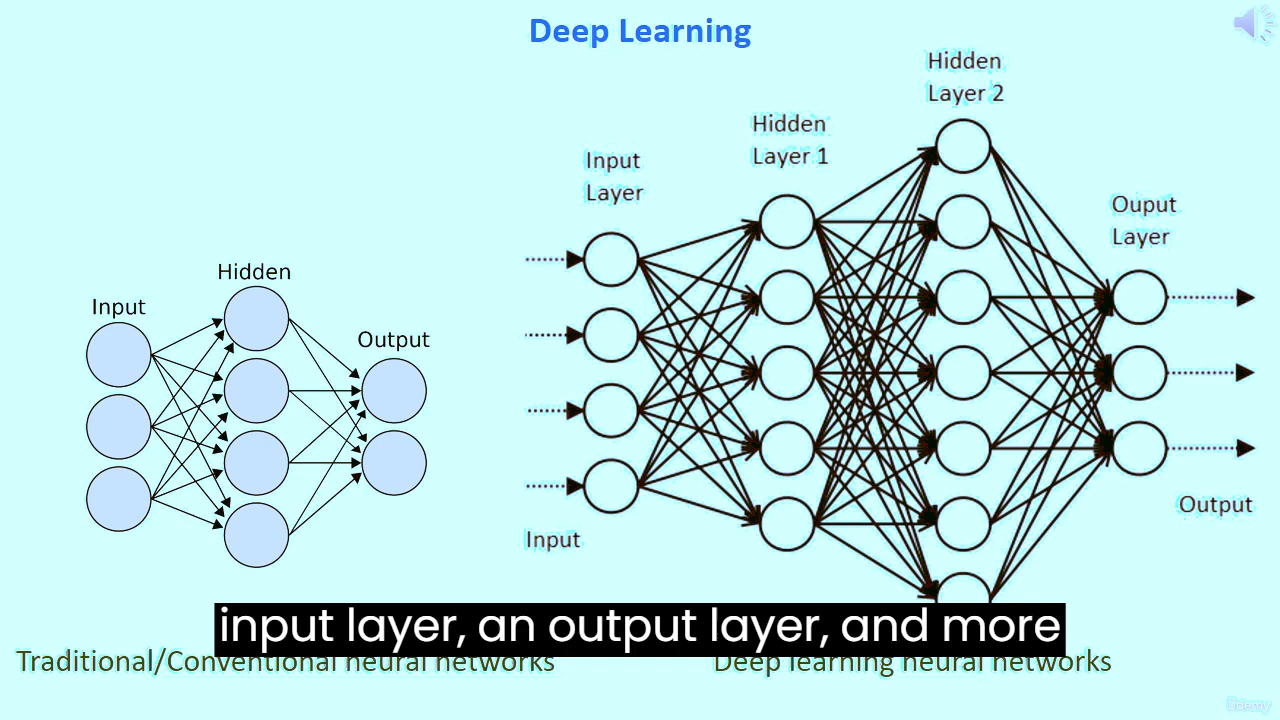 Deep Learning
Hidden
Layer 2
Hidden
Layer 1
Input
Layer
Ouput
Layer
Hidden
Input
Output
Output
Input
input layer, an output layer, and more
Traditional/Conventional neural networks
Deep learning neural networks
Udemy